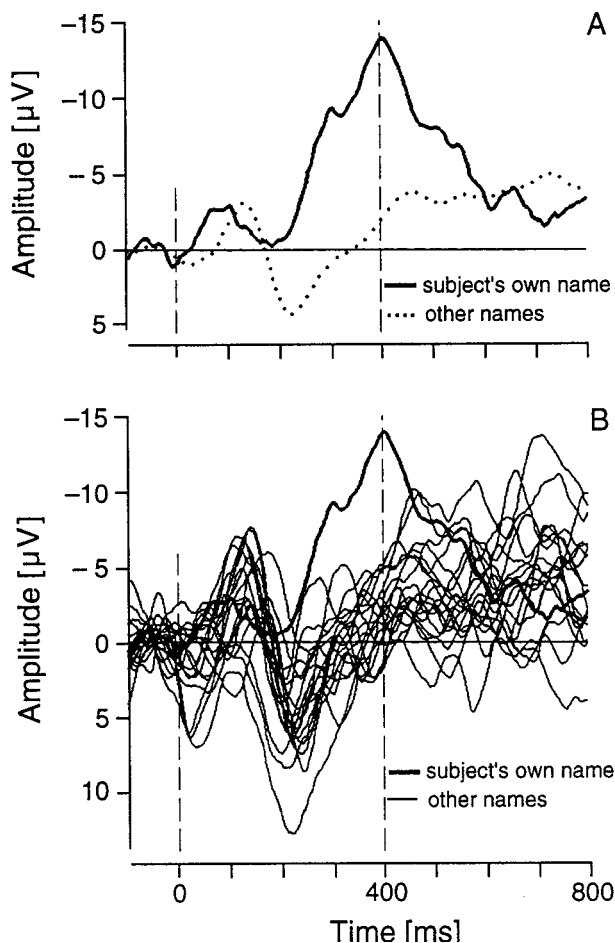 A
Amplitude [µV]
-15
-10
-5
0
5
subject's own name
other names
B
Amplitude [µV]
-15
-10
-5
0
5
10
subject's own name
other names
0 400 800
Time [ms]